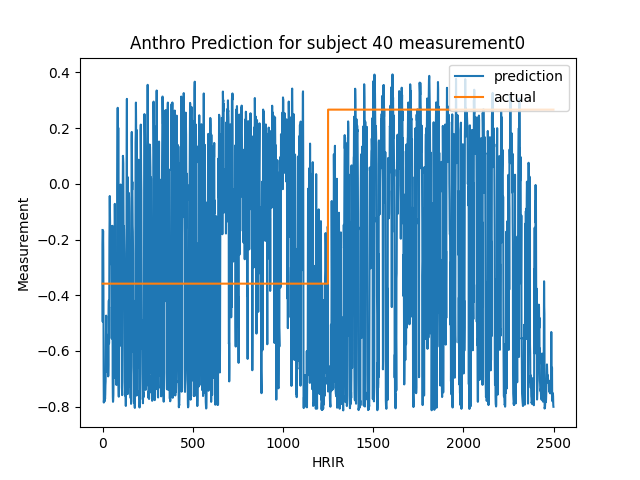 Anthro Prediction for subject 40 measurement0
prediction
actual
Measurement
0.4
0.2
0.0
−0.2
−0.4
−0.6
−0.8
0
500
1000
1500
2000
2500
HRIR